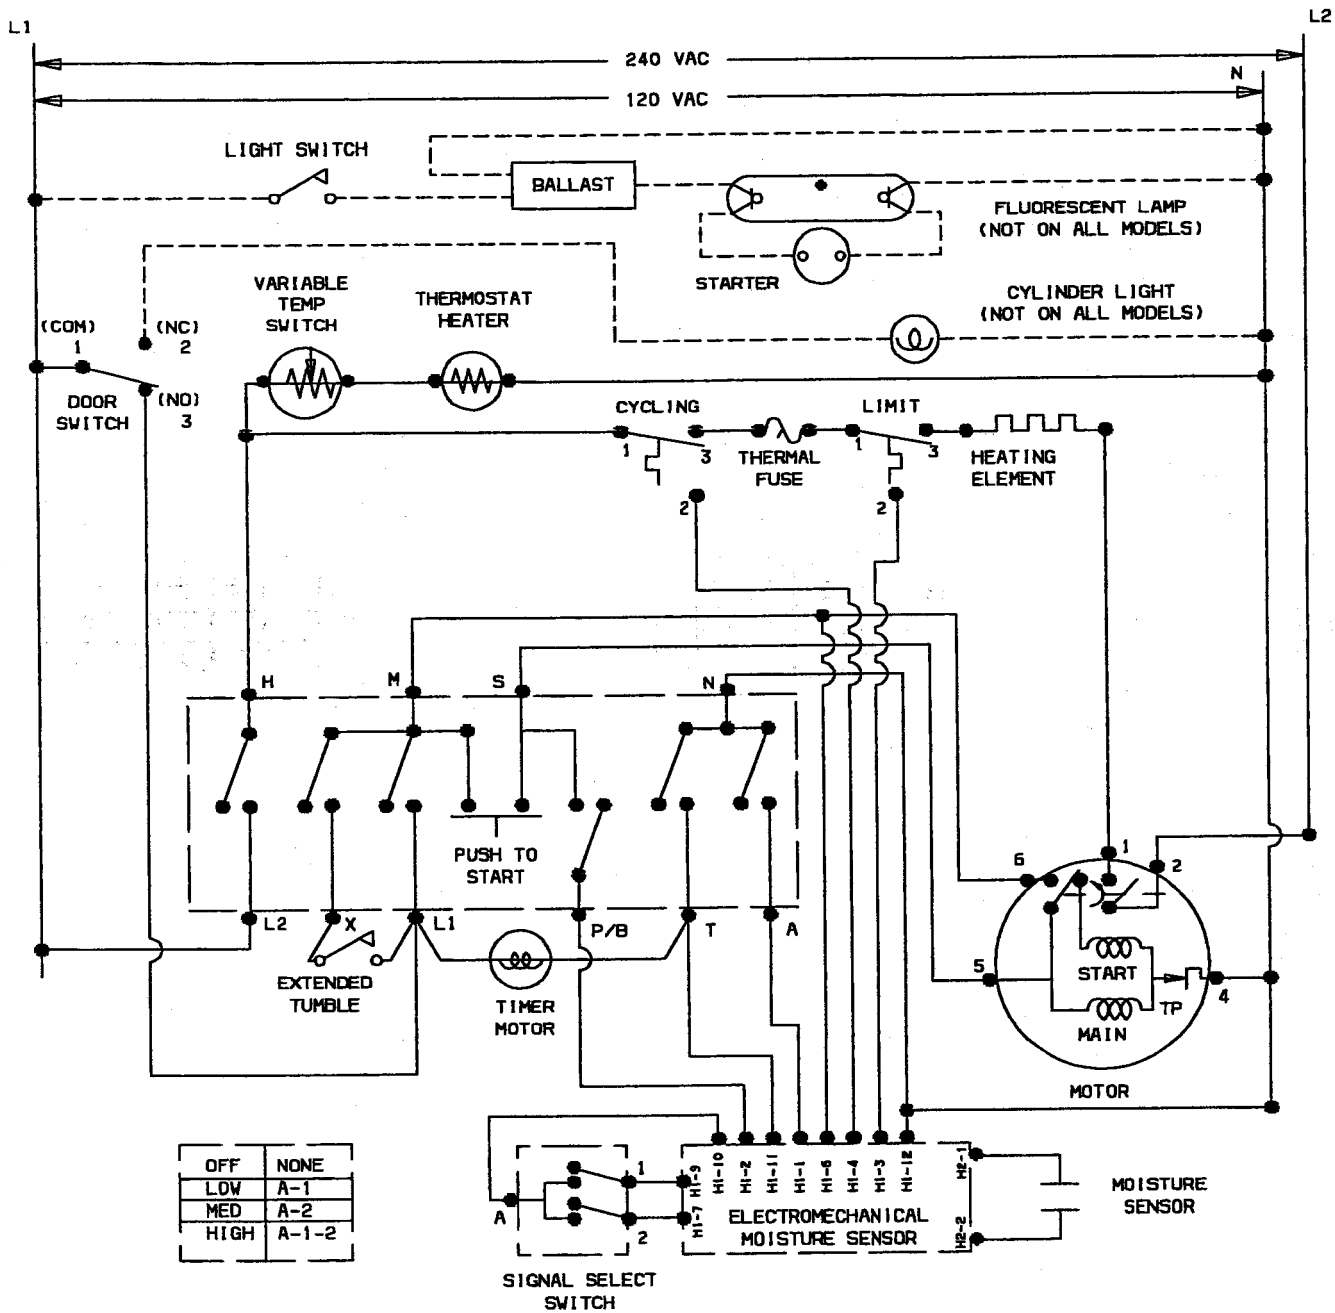 L1
L2
240 VAC
N
120 VAC
LIGHT SWITCH
BALLAST
FLUORESCENT LAMP
(NOT ON ALL MODELS)
STARTER
VARIABLE
TEMP
SWITCH
THERMOSTAT
HEATER
CYLINDER LIGHT
(NOT ON ALL MODELS)
(COM)
1
(NC)
2
DOOR
SWITCH
(NO)
3
CYCLING
LIMIT
1
3
THERMAL
FUSE
1
3
HEATING
ELEMENT
2
2
H
M
S
N
PUSH TO
START
6
1
2
L2
X
L1
P/B
T
A
EXTENDED
TUMBLE
TIMER
MOTOR
5
START
4
TP
MAIN
MOTOR
OFF NONE
LOW A-1
MED A-2
HIGH A-1-2
A
1
2
SIGNAL SELECT
SWITCH
H1-9
H1-7
H1-10
H1-2
H1-11
H1-1
H1-6
H1-4
H1-3
H1-12
H2-1
H2-2
ELECTROMECHANICAL
MOISTURE SENSOR
MOISTURE
SENSOR